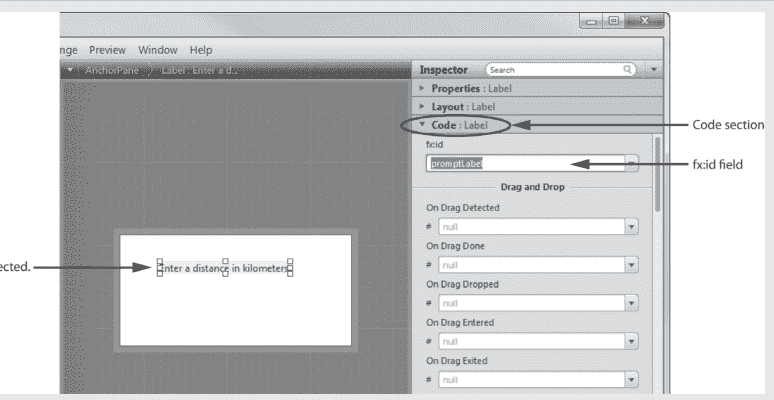 nge Preview Window Help
AnchorPane Label : Enter a d...
Inspector Search
Properties : Label
Layout : Label
Code : Label
Code section
fx:id
promptLabel
fx:id field
Drag and Drop
On Drag Detected
# null
On Drag Done
# null
On Drag Dropped
# null
On Drag Entered
# null
On Drag Exited
# null
Enter a distance in kilometers
ected.